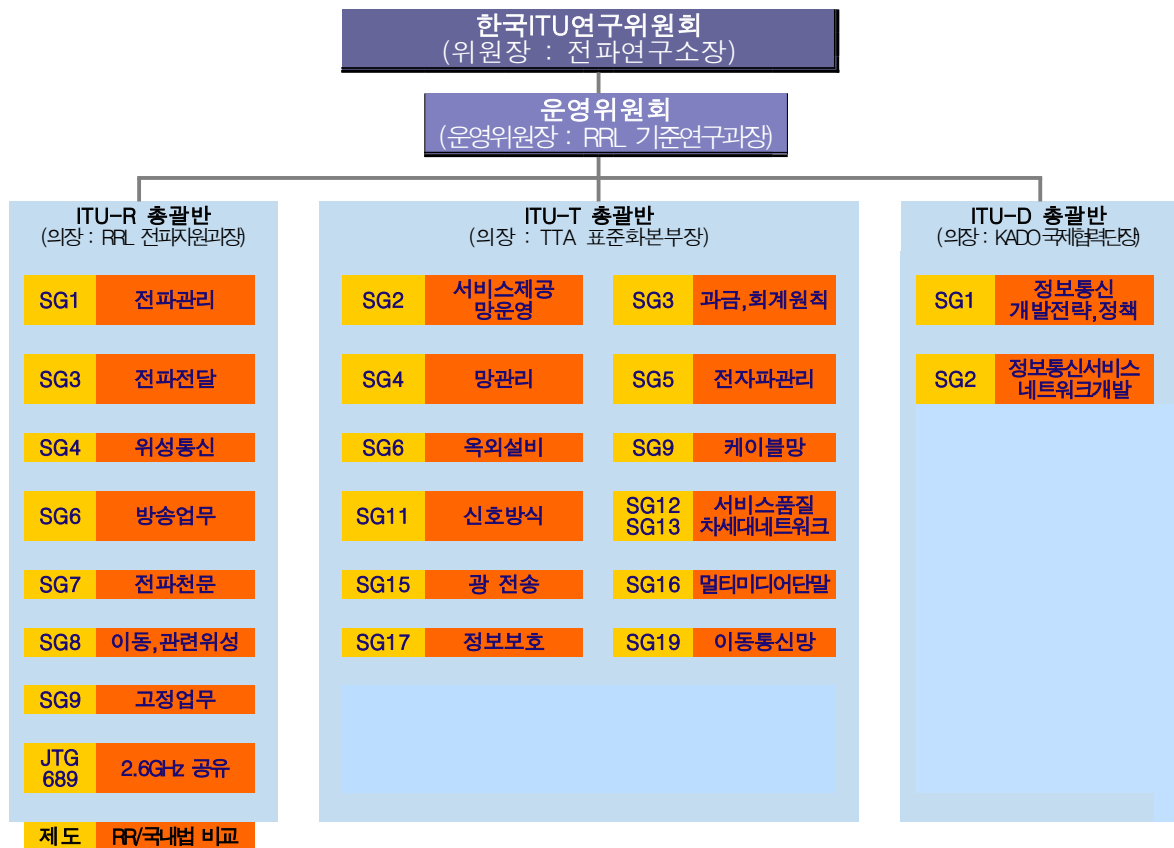 한국ITU연구위원회
(위원장 : 전파연구소장)
운영위원회
(운영위원장 : RRL 기준연구과장)
ITU-R 총괄반
(의장 : RRL 전파자원과장)
SG1 전파관리
SG3 전파전달
SG4 위성통신
SG6 방송업무
SG7 전파천문
SG8 이동,관련위성
SG9 고정업무
JTG
689
2.6GHz 공유
제도 RR/국내법 비교
ITU-T 총괄반
(의장 : TTA 표준화본부장)
SG2
서비스제공
망운영
SG3 과금,회계원칙
SG4 망관리
SG5 전자파관리
SG6 옥외설비
SG9 케이블망
SG11 신호방식
SG12 서비스품질
SG13 차세대네트워크
SG15 광 전송
SG16 멀티미디어단말
SG17 정보보호
SG19 이동통신망
ITU-D 총괄반
(의장 : KADO 국제협력단장)
SG1
정보통신
개발전략,정책
SG2
정보통신서비스
네트워크개발